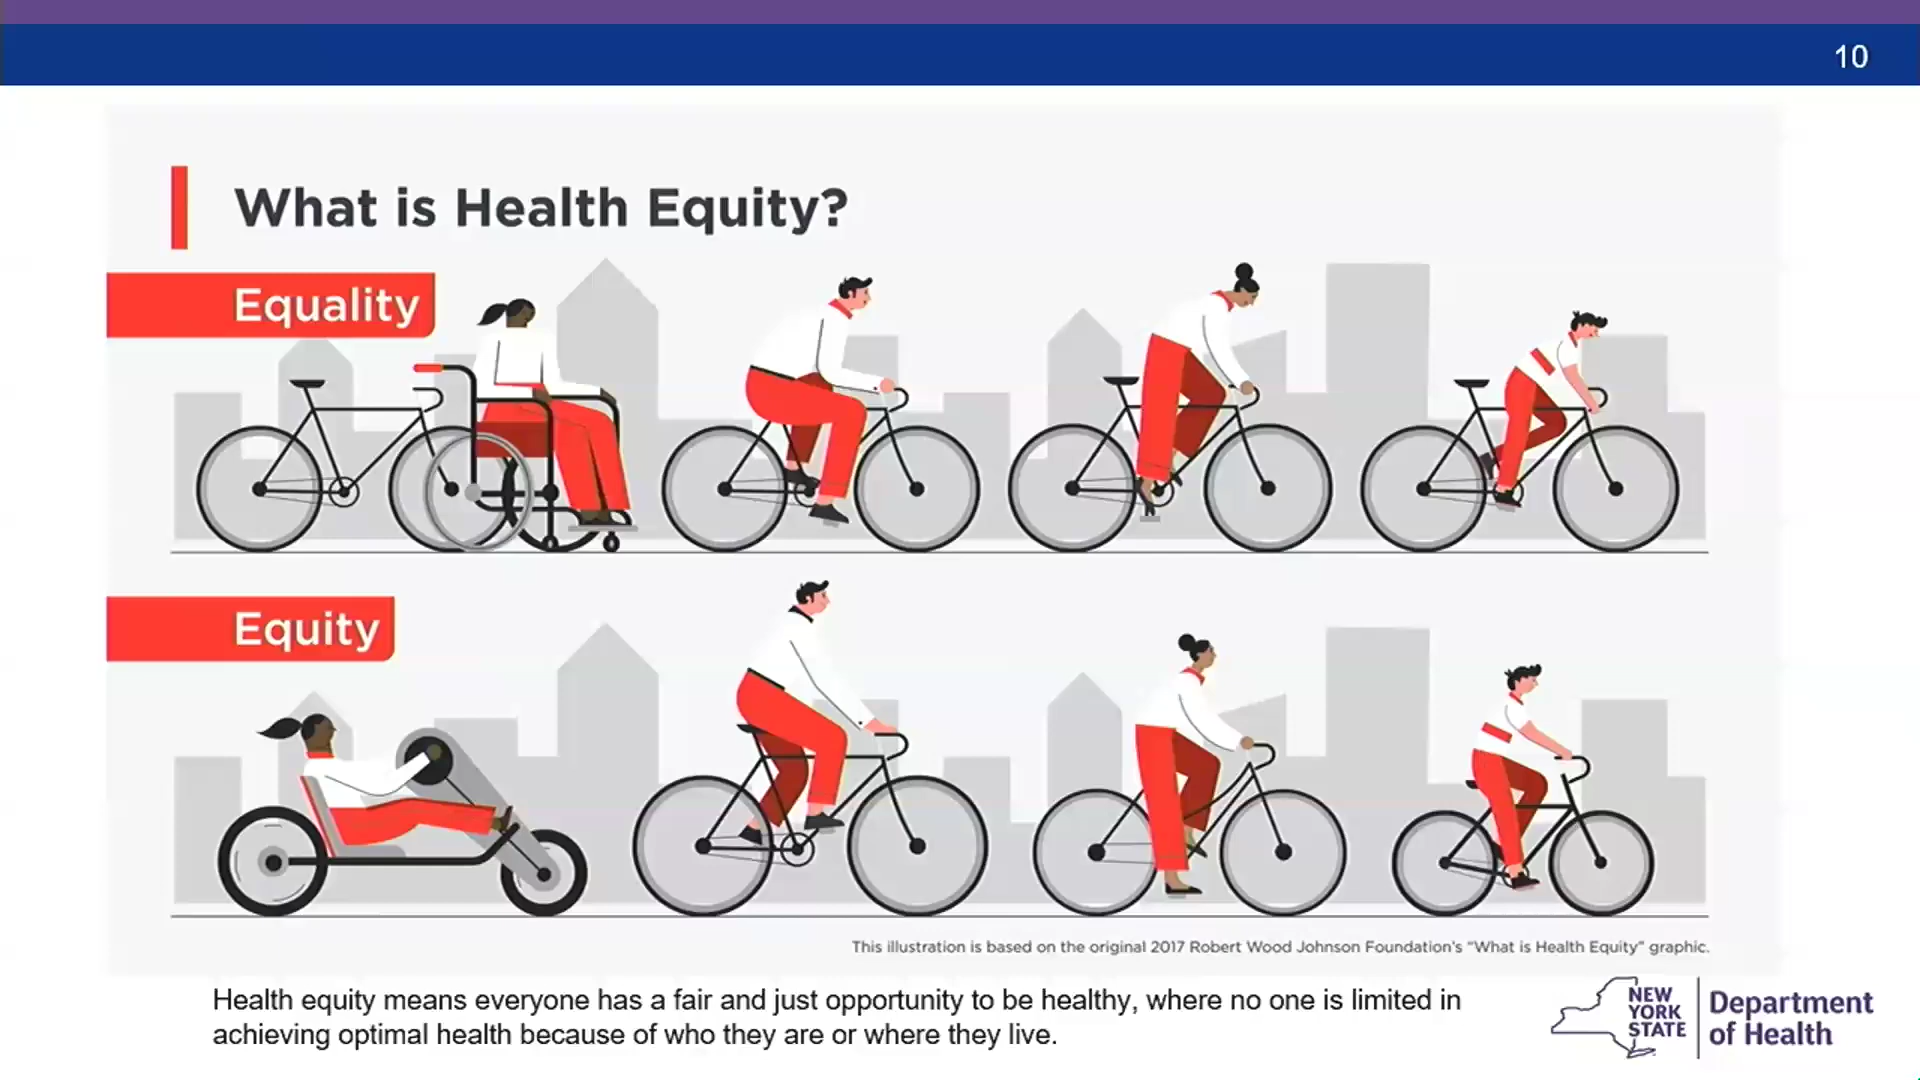 10
What is Health Equity?
Equality
Equity
This illustration is based on the original 2017 Robert Wood Johnson Foundation's "What is Health Equity" graphic.
Health equity means everyone has a fair and just opportunity to be healthy, where no one is limited in
achieving optimal health because of who they are or where they live.
NEW
YORK
STATE
Department
of Health